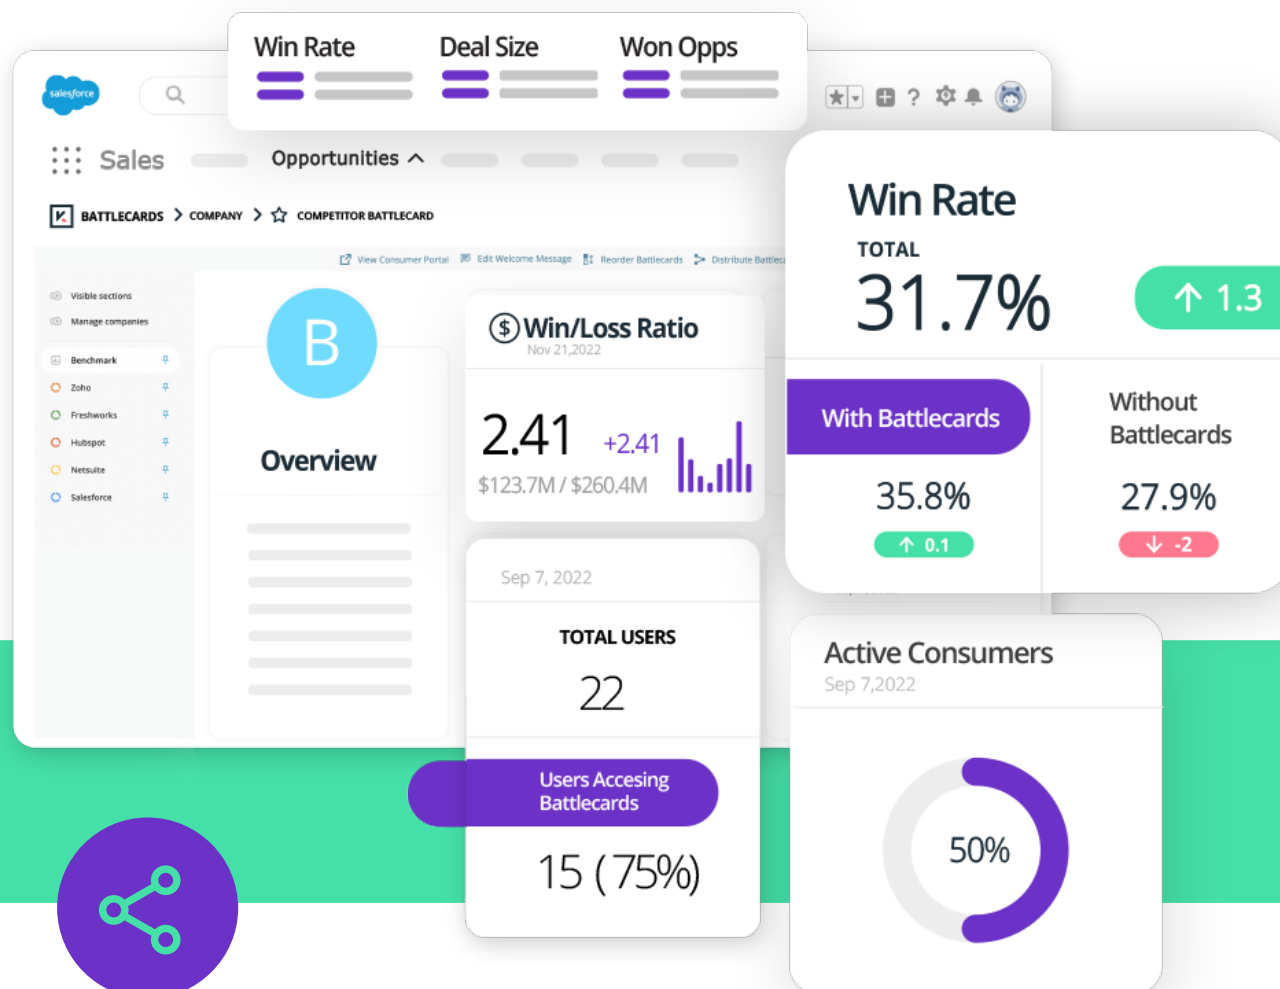 Win Rate
Deal Size
Won Opps
salesforce
Sales
Opportunities
BATTLECARDS
COMPANY
COMPETITOR BATTLECARD
View Consumer Portal
Edit Welcome Message
Reorder Battlecards
Distribute Battlec
Visible sections
Manage companies
Benchmark
Zoho
Freshworks
Hubspot
Netsuite
Salesforce
B
Overview
$ Win/Loss Ratio
Nov 21,2022
2.41
+2.41
$123.7M / $260.4M
Sep 7, 2022
TOTAL USERS
22
Users Accesing
Battlecards
15 (75%)
Win Rate
TOTAL
31.7%
1.3
With Battlecards
35.8%
0.1
Without
Battlecards
27.9%
-2
Active Consumers
Sep 7,2022
50%